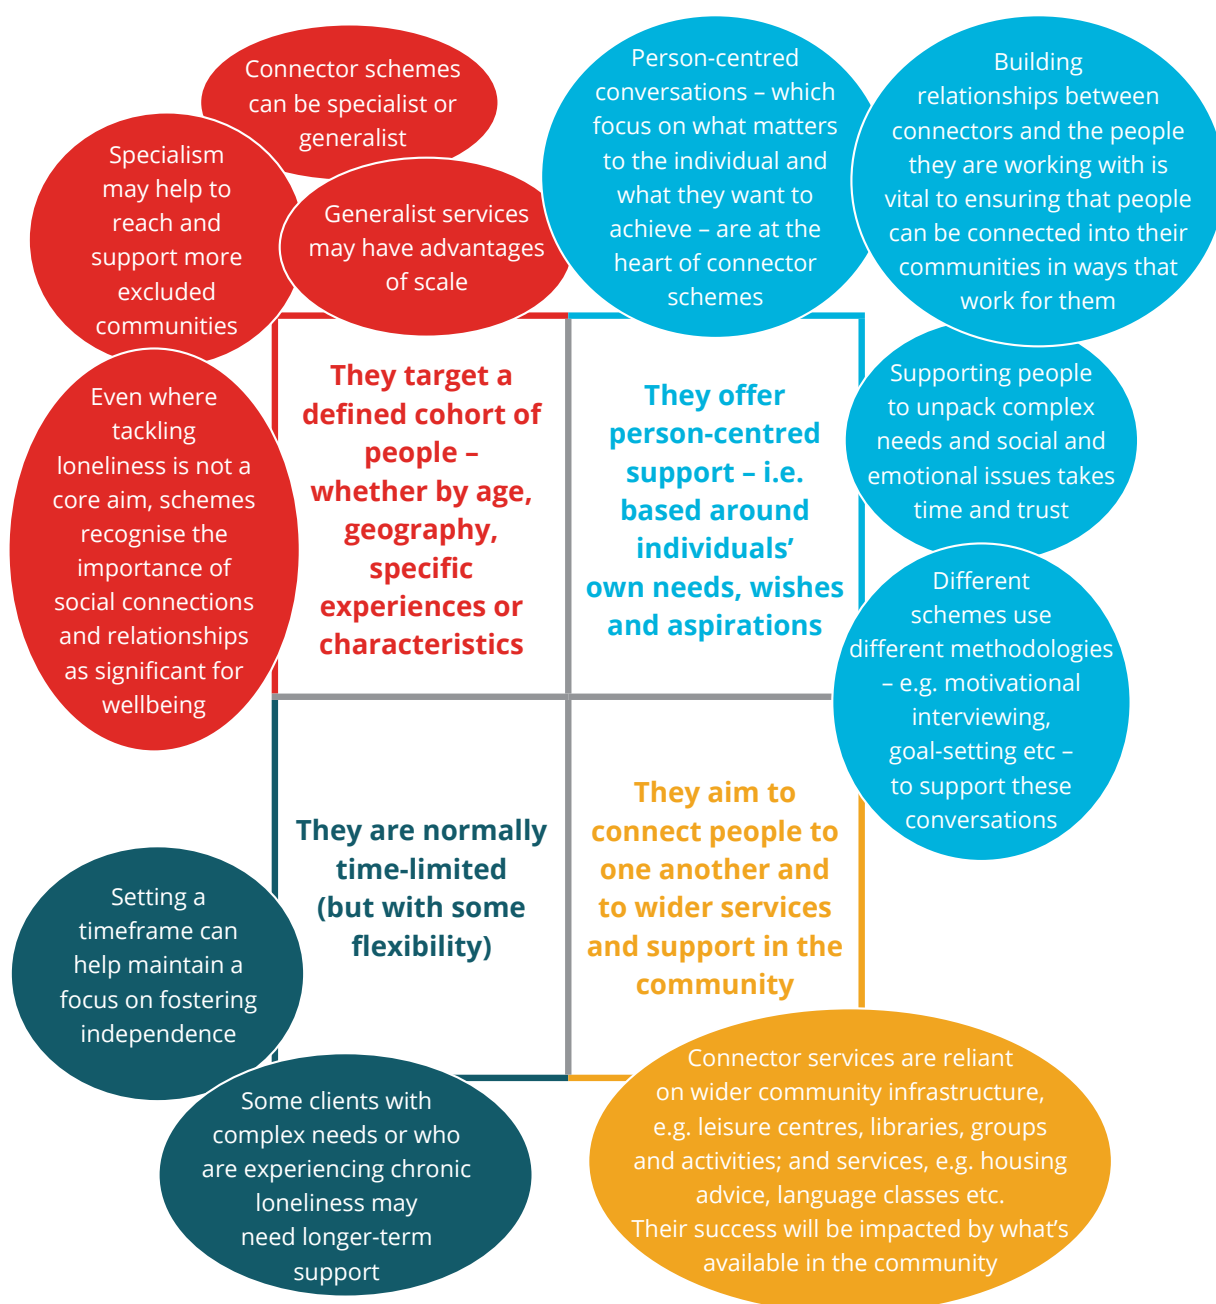 Connector schemes
can be specialist or
generalist
Specialism
may help to
reach and
support more
excluded
communities
Generalist services
may have advantages
of scale
Even where
tackling
loneliness is not a
core aim, schemes
recognise the
importance of
social connections
and relationships
as significant for
wellbeing
They target a
defined cohort of
people –
whether by age,
geography,
specific
experiences or
characteristics
Person-centred
conversations – which
focus on what matters
to the individual and
what they want to
achieve – are at the
heart of connector
schemes
Building
relationships between
connectors and the people
they are working with is
vital to ensuring that people
can be connected into their
communities in ways that
work for them
Supporting people
to unpack complex
needs and social and
emotional issues takes
time and trust
Different
schemes use
different methodologies
– e.g. motivational
interviewing,
goal-setting etc –
to support these
conversations
They offer
person-centred
support – i.e.
based around
individuals’
own needs, wishes
and aspirations
They are normally
time-limited
(but with some
flexibility)
Setting a
timeframe can
help maintain a
focus on fostering
independence
Some clients with
complex needs or who
are experiencing chronic
loneliness may
need longer-term
support
They aim to
connect people to
one another and
to wider services
and support in the
community
Connector services are reliant
on wider community infrastructure,
e.g. leisure centres, libraries, groups
and activities; and services, e.g. housing
advice, language classes etc.
Their success will be impacted by what’s
available in the community